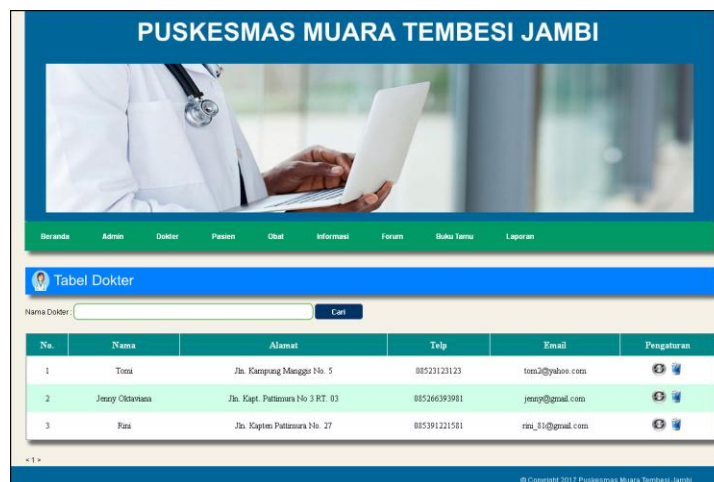 PUSKESMAS MUARA TEMBESI JAMBI
Beranda Admin Dokter Pasien Obat Informasi Forum Buku Tamu Laporan
Tabel Dokter
Nama Dokter : Cari
No. Nama Alamat Telp Email Pengaturan
1 Tomi Jln. Kampung Manggis No. 5 08523123123 tom2@yahoo.com
2 Jenny Oktaviana Jln. Kapt. Pattimura No 3 RT. 03 085266393981 jenny@gmail.com
3 Rini Jln. Kapten Pattimura No. 27 085391221581 rini_81@gmail.com
< 1 >
© Copyright 2017 Puskesmas Muara Tembesi Jambi